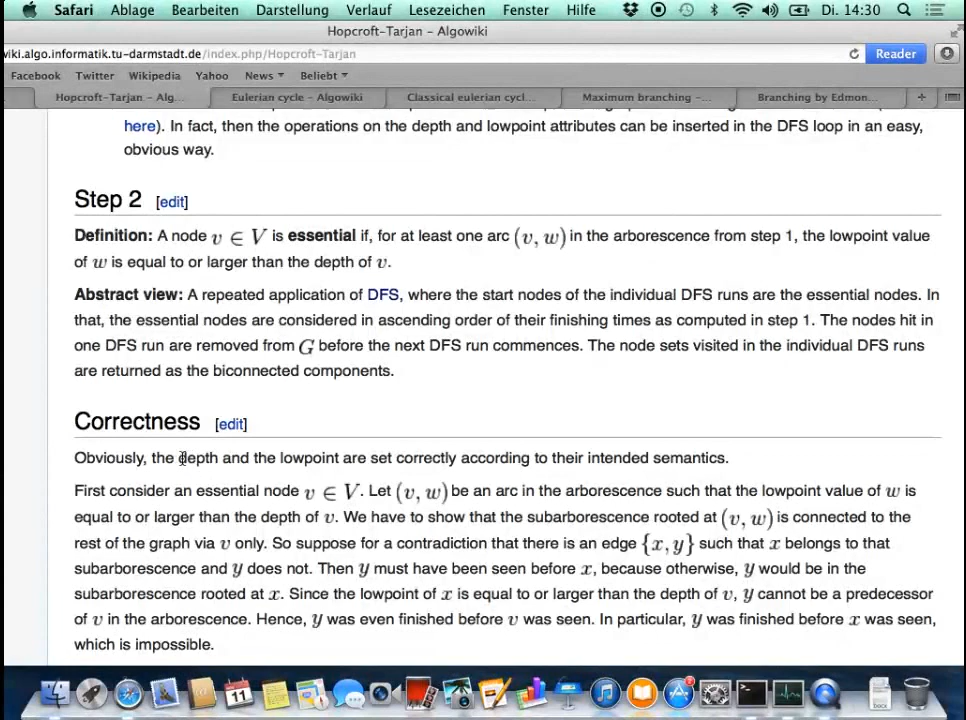 Safari Ablage Bearbeiten Darstellung Verlauf Lesezeichen Fenster Hilfe Di. 14:30
Hopcroft-Tarjan – Algowiki
wiki.algo.informatik.tu-darmstadt.de/index.php/Hopcroft-Tarjan Reader
Facebook Twitter Wikipedia Yahoo News Beliebt
Hopcroft-Tarjan - Alg... Eulerian cycle - Algowiki Classical eulerian cycl... Maximum branching -... Branching by Edmon...
here). In fact, then the operations on the depth and lowpoint attributes can be inserted in the DFS loop in an easy,
obvious way.
Step 2 [edit]
Definition: A node v ∈ V is essential if, for at least one arc (v, w) in the arborescence from step 1, the lowpoint value
of w is equal to or larger than the depth of v.
Abstract view: A repeated application of DFS, where the start nodes of the individual DFS runs are the essential nodes. In
that, the essential nodes are considered in ascending order of their finishing times as computed in step 1. The nodes hit in
one DFS run are removed from G before the next DFS run commences. The node sets visited in the individual DFS runs
are returned as the biconnected components.
Correctness [edit]
Obviously, the depth and the lowpoint are set correctly according to their intended semantics.
First consider an essential node v ∈ V. Let (v, w) be an arc in the arborescence such that the lowpoint value of w is
equal to or larger than the depth of v. We have to show that the subarborescence rooted at (v, w) is connected to the
rest of the graph via v only. So suppose for a contradiction that there is an edge {x, y} such that x belongs to that
subarborescence and y does not. Then y must have been seen before x, because otherwise, y would be in the
subarborescence rooted at x. Since the lowpoint of x is equal to or larger than the depth of v, y cannot be a predecessor
of v in the arborescence. Hence, y was even finished before v was seen. In particular, y was finished before x was seen,
which is impossible.
11